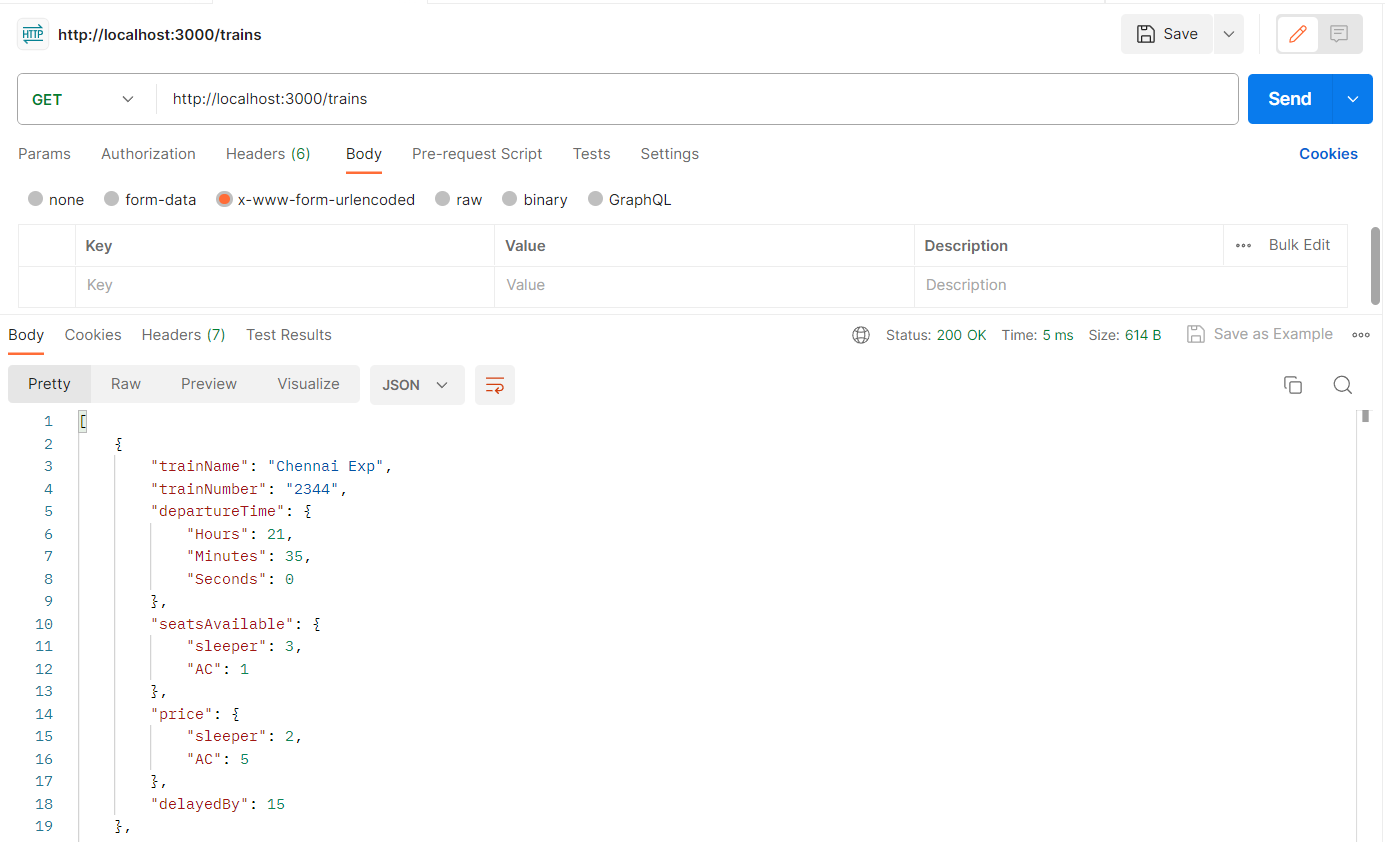 HTTP http://localhost:3000/trains Save
GET http://localhost:3000/trains Send
Params Authorization Headers (6) Body Pre-request Script Tests Settings Cookies
none form-data x-www-form-urlencoded raw binary GraphQL
Key Value Description ••• Bulk Edit
Key Value Description
Body Cookies Headers (7) Test Results Status: 200 OK Time: 5 ms Size: 614 B Save as Example
Pretty Raw Preview Visualize JSON
1 [
2 {
3 "trainName": "Chennai Exp",
4 "trainNumber": "2344",
5 "departureTime": {
6 "Hours": 21,
7 "Minutes": 35,
8 "Seconds": 0
9 },
10 "seatsAvailable": {
11 "sleeper": 3,
12 "AC": 1
13 },
14 "price": {
15 "sleeper": 2,
16 "AC": 5
17 },
18 "delayedBy": 15
19 },